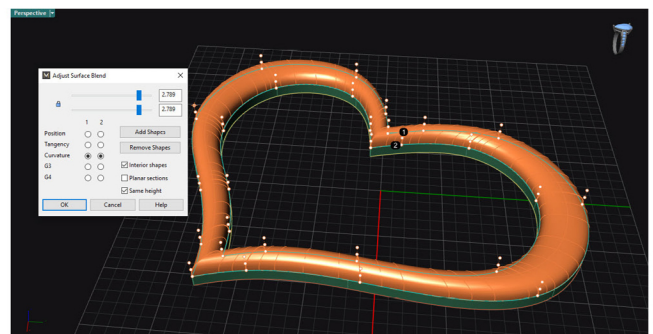 Perspective
Adjust Surface Blend
2.789
2.789
1 2
Position
Add Shapes
Tangency
Remove Shapes
Curvature
Interior shapes
G3
Planar sections
G4
Same height
OK Cancel Help
1
2